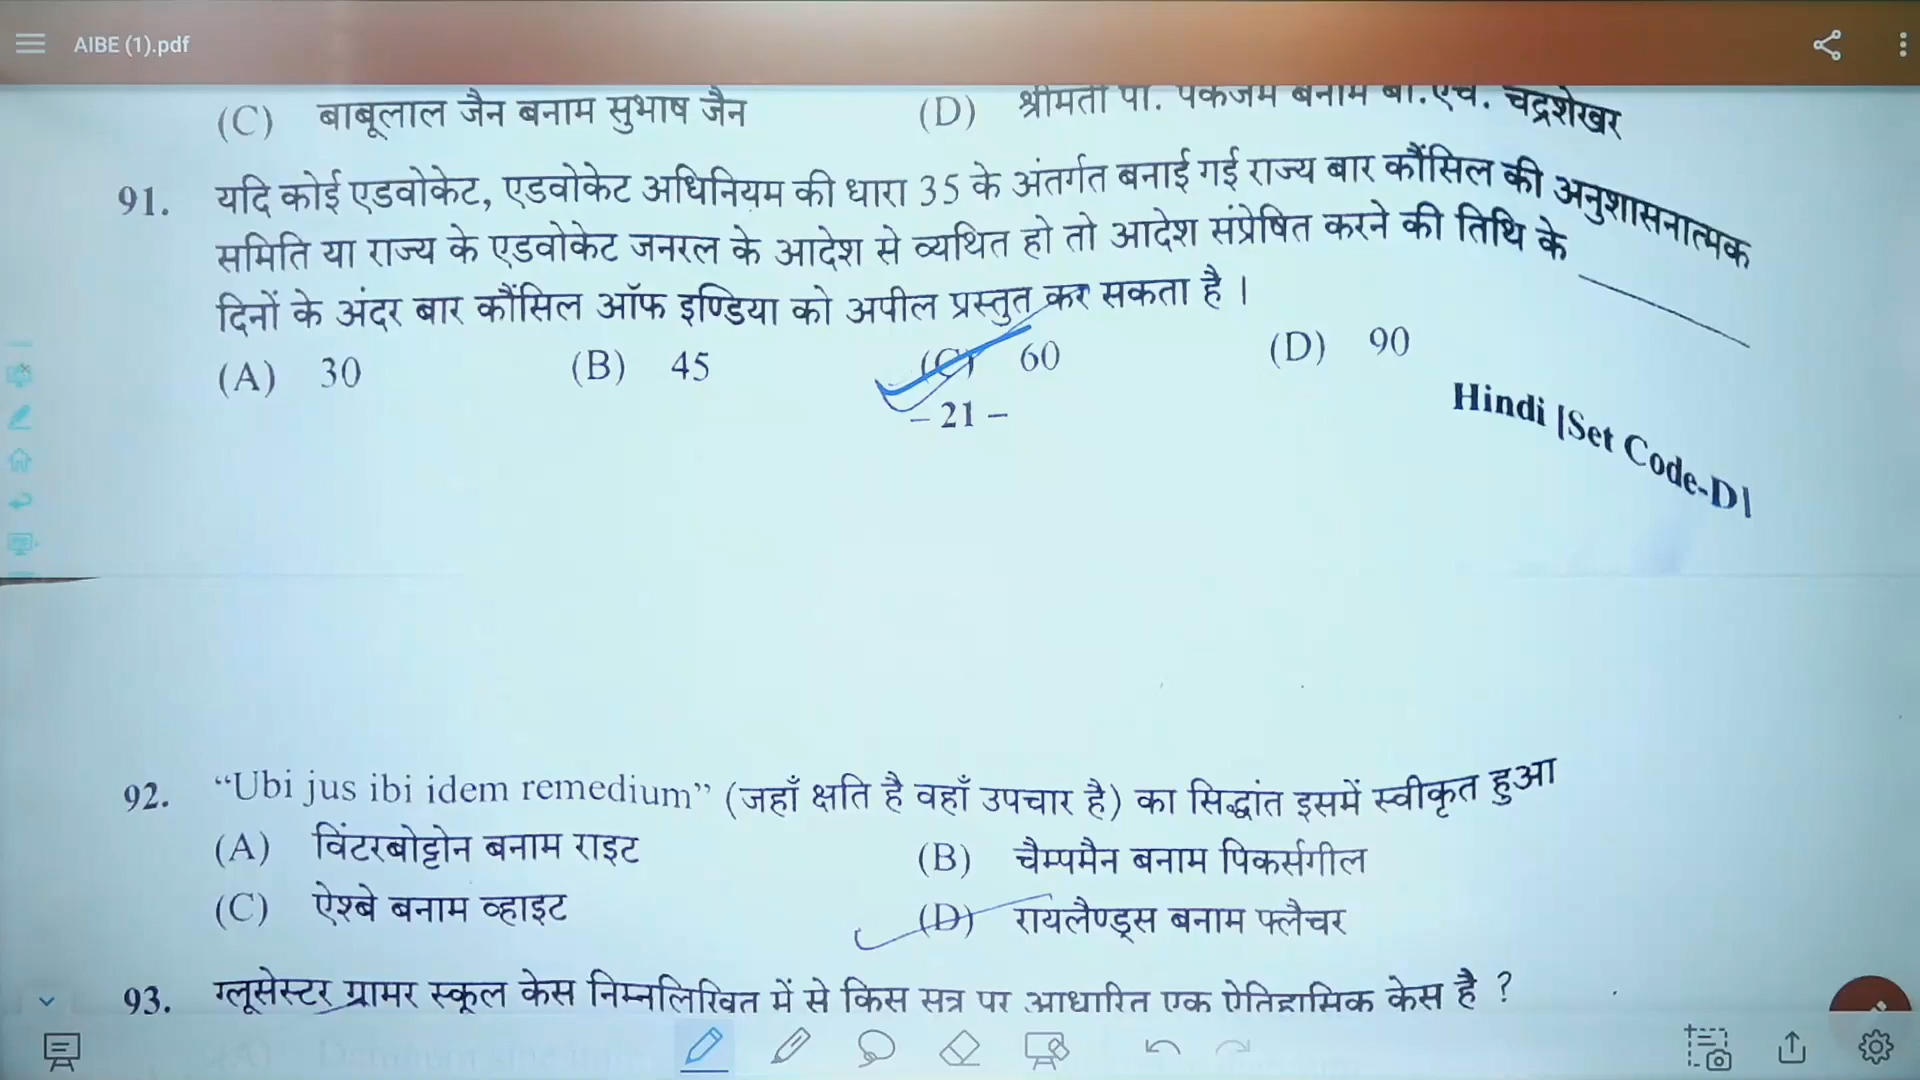 AIBE (1).pdf
(C) बाबूलाल जैन बनाम सुभाष जैन (D) श्रीमती पी. पंकजम बनाम बी.एच. चंद्रशेखर
91. यदि कोई एडवोकेट, एडवोकेट अधिनियम की धारा 35 के अंतर्गत बनाई गई राज्य बार कौंसिल की अनुशासनात्मक
समिति या राज्य के एडवोकेट जनरल के आदेश से व्यथित हो तो आदेश संप्रेषित करने की तिथि के ________
दिनों के अंदर बार कौंसिल ऑफ इण्डिया को अपील प्रस्तुत कर सकता है ।
(A) 30 (B) 45 (C) 60 (D) 90
– 21 –
Hindi [Set Code-D]
92. “Ubi jus ibi idem remedium” (जहाँ क्षति है वहाँ उपचार है) का सिद्धांत इसमें स्वीकृत हुआ
(A) विंटरबोट्टोन बनाम राइट (B) चैम्पमैन बनाम पिकर्सगील
(C) ऐश्बे बनाम व्हाइट (D) रायलैण्ड्स बनाम फ्लैचर
93. ग्लूसेस्टर ग्रामर स्कूल केस निम्नलिखित में से किस सूत्र पर आधारित एक ऐतिहासिक केस है ?